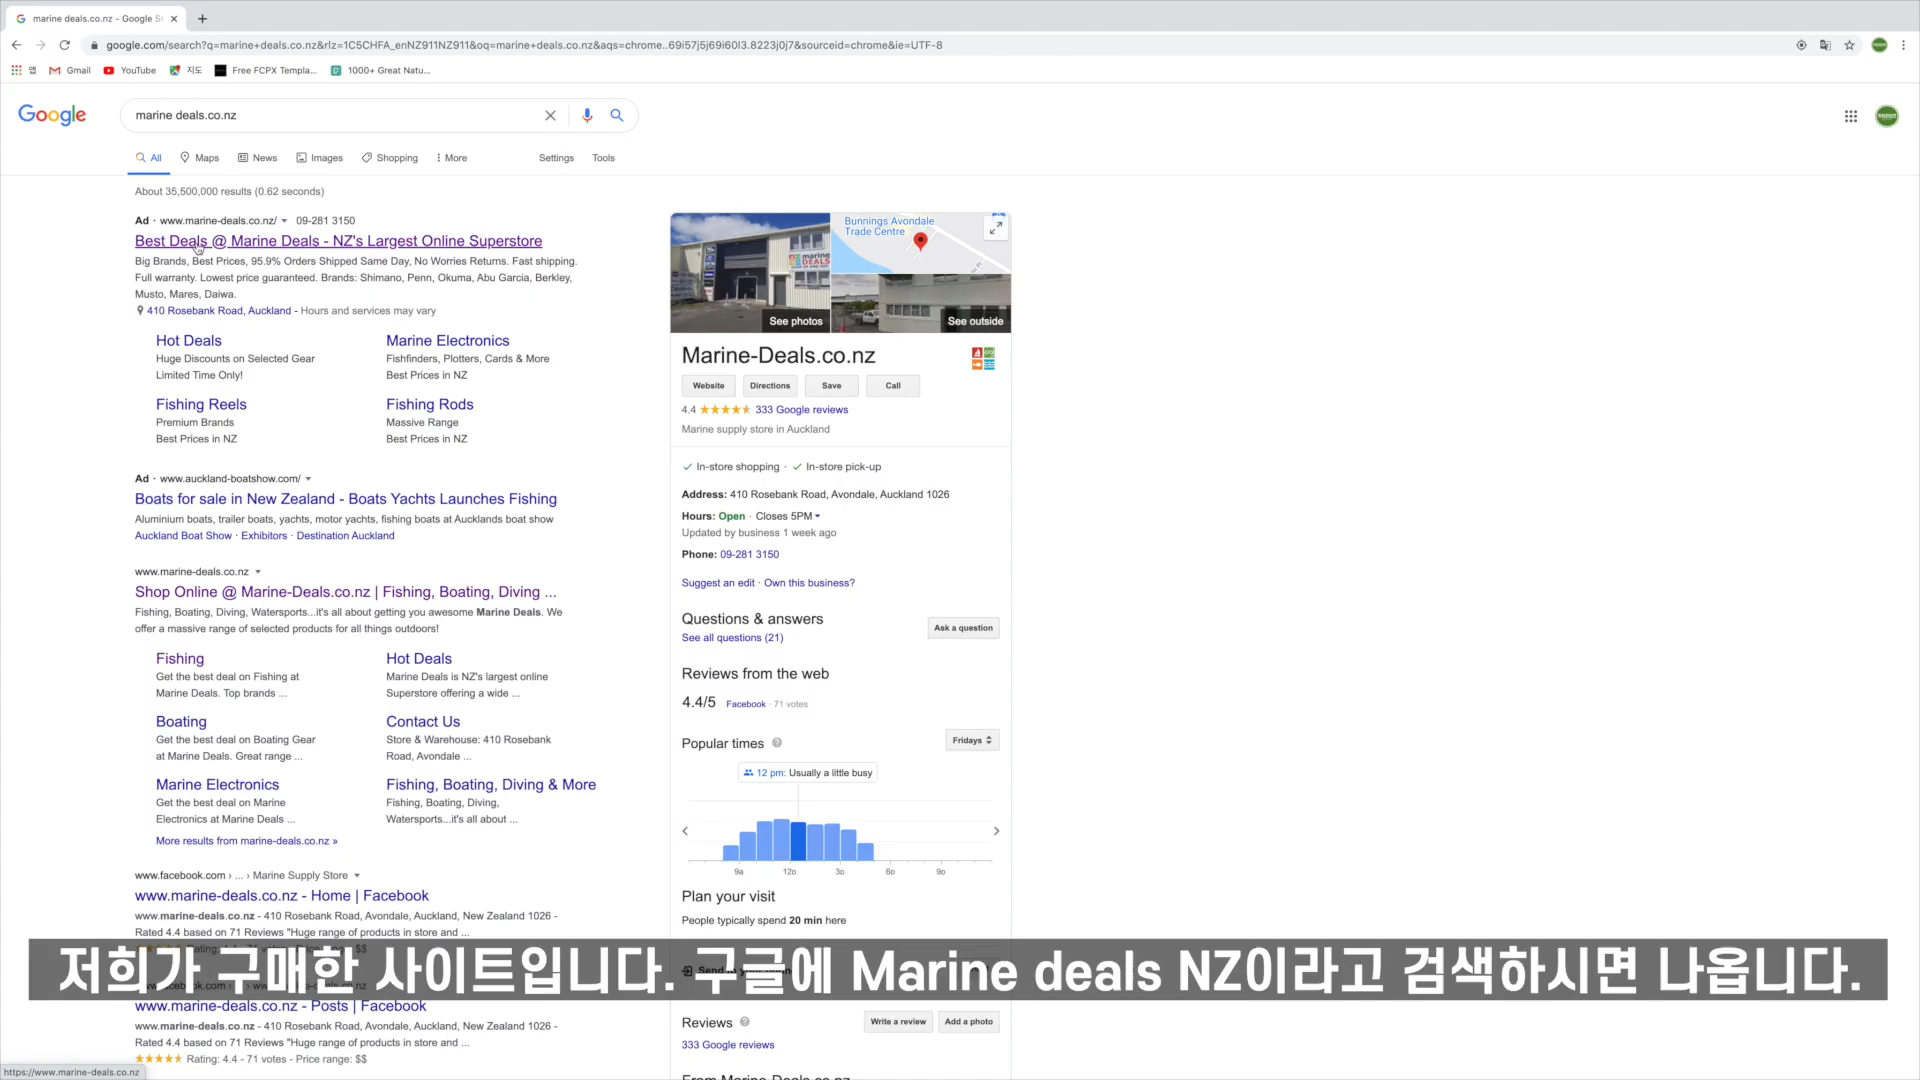 marine deals.co.nz - Google S
google.com/search?q=marine+deals.co.nz&rlz=1C5CHFA_enNZ911NZ911&oq=marine+deals.co.nz&aqs=chrome..69i57j5j69i60l3.8223j0j7&sourceid=chrome&ie=UTF-8
앱 Gmail YouTube 지도 Free FCPX Templa... 1000+ Great Natu...
Google
marine deals.co.nz
All Maps News Images Shopping More Settings Tools
About 35,500,000 results (0.62 seconds)
Ad · www.marine-deals.co.nz/ 09-281 3150
Best Deals @ Marine Deals - NZ's Largest Online Superstore
Big Brands, Best Prices, 95.9% Orders Shipped Same Day, No Worries Returns. Fast shipping.
Full warranty. Lowest price guaranteed. Brands: Shimano, Penn, Okuma, Abu Garcia, Berkley,
Musto, Mares, Daiwa.
410 Rosebank Road, Auckland - Hours and services may vary
Hot Deals
Huge Discounts on Selected Gear
Limited Time Only!
Marine Electronics
Fishfinders, Plotters, Cards & More
Best Prices in NZ
Fishing Reels
Premium Brands
Best Prices in NZ
Fishing Rods
Massive Range
Best Prices in NZ
Ad · www.auckland-boatshow.com/
Boats for sale in New Zealand - Boats Yachts Launches Fishing
Aluminium boats, trailer boats, yachts, motor yachts, fishing boats at Aucklands boat show
Auckland Boat Show · Exhibitors · Destination Auckland
www.marine-deals.co.nz
Shop Online @ Marine-Deals.co.nz | Fishing, Boating, Diving ...
Fishing, Boating, Diving, Watersports...it's all about getting you awesome Marine Deals. We
offer a massive range of selected products for all things outdoors!
Fishing
Get the best deal on Fishing at
Marine Deals. Top brands ...
Hot Deals
Marine Deals is NZ's largest online
Superstore offering a wide ...
Boating
Get the best deal on Boating Gear
at Marine Deals. Great range ...
Contact Us
Store & Warehouse: 410 Rosebank
Road, Avondale ...
Marine Electronics
Get the best deal on Marine
Electronics at Marine Deals ...
Fishing, Boating, Diving & More
Fishing, Boating, Diving,
Watersports...it's all about ...
More results from marine-deals.co.nz »
www.facebook.com › ... › Marine Supply Store
www.marine-deals.co.nz - Home | Facebook
www.marine-deals.co.nz - 410 Rosebank Road, Avondale, Auckland, New Zealand 1026 -
Rated 4.4 based on 71 Reviews "Huge range of products in store and ...
www.marine-deals.co.nz - Posts | Facebook
www.marine-deals.co.nz - 410 Rosebank Road, Avondale, Auckland, New Zealand 1026 -
Rated 4.4 based on 71 Reviews "Huge range of products in store and ...
Rating: 4.4 - 71 votes - Price range: $$
https://www.marine-deals.co.nz
marine DEALS
See photos
Bunnings Avondale
Trade Centre
See outside
Marine-Deals.co.nz
Website Directions Save Call
4.4 333 Google reviews
Marine supply store in Auckland
In-store shopping · In-store pick-up
Address: 410 Rosebank Road, Avondale, Auckland 1026
Hours: Open · Closes 5PM
Updated by business 1 week ago
Phone: 09-281 3150
Suggest an edit · Own this business?
Questions & answers
See all questions (21)
Ask a question
Reviews from the web
4.4/5 Facebook · 71 votes
Popular times
Fridays
12 pm: Usually a little busy
9a 12p 3p 6p 9p
Plan your visit
People typically spend 20 min here
Reviews
Write a review Add a photo
333 Google reviews
From Marine-Deals.co.nz
저희가 구매한 사이트입니다. 구글에 Marine deals NZ이라고 검색하시면 나옵니다.